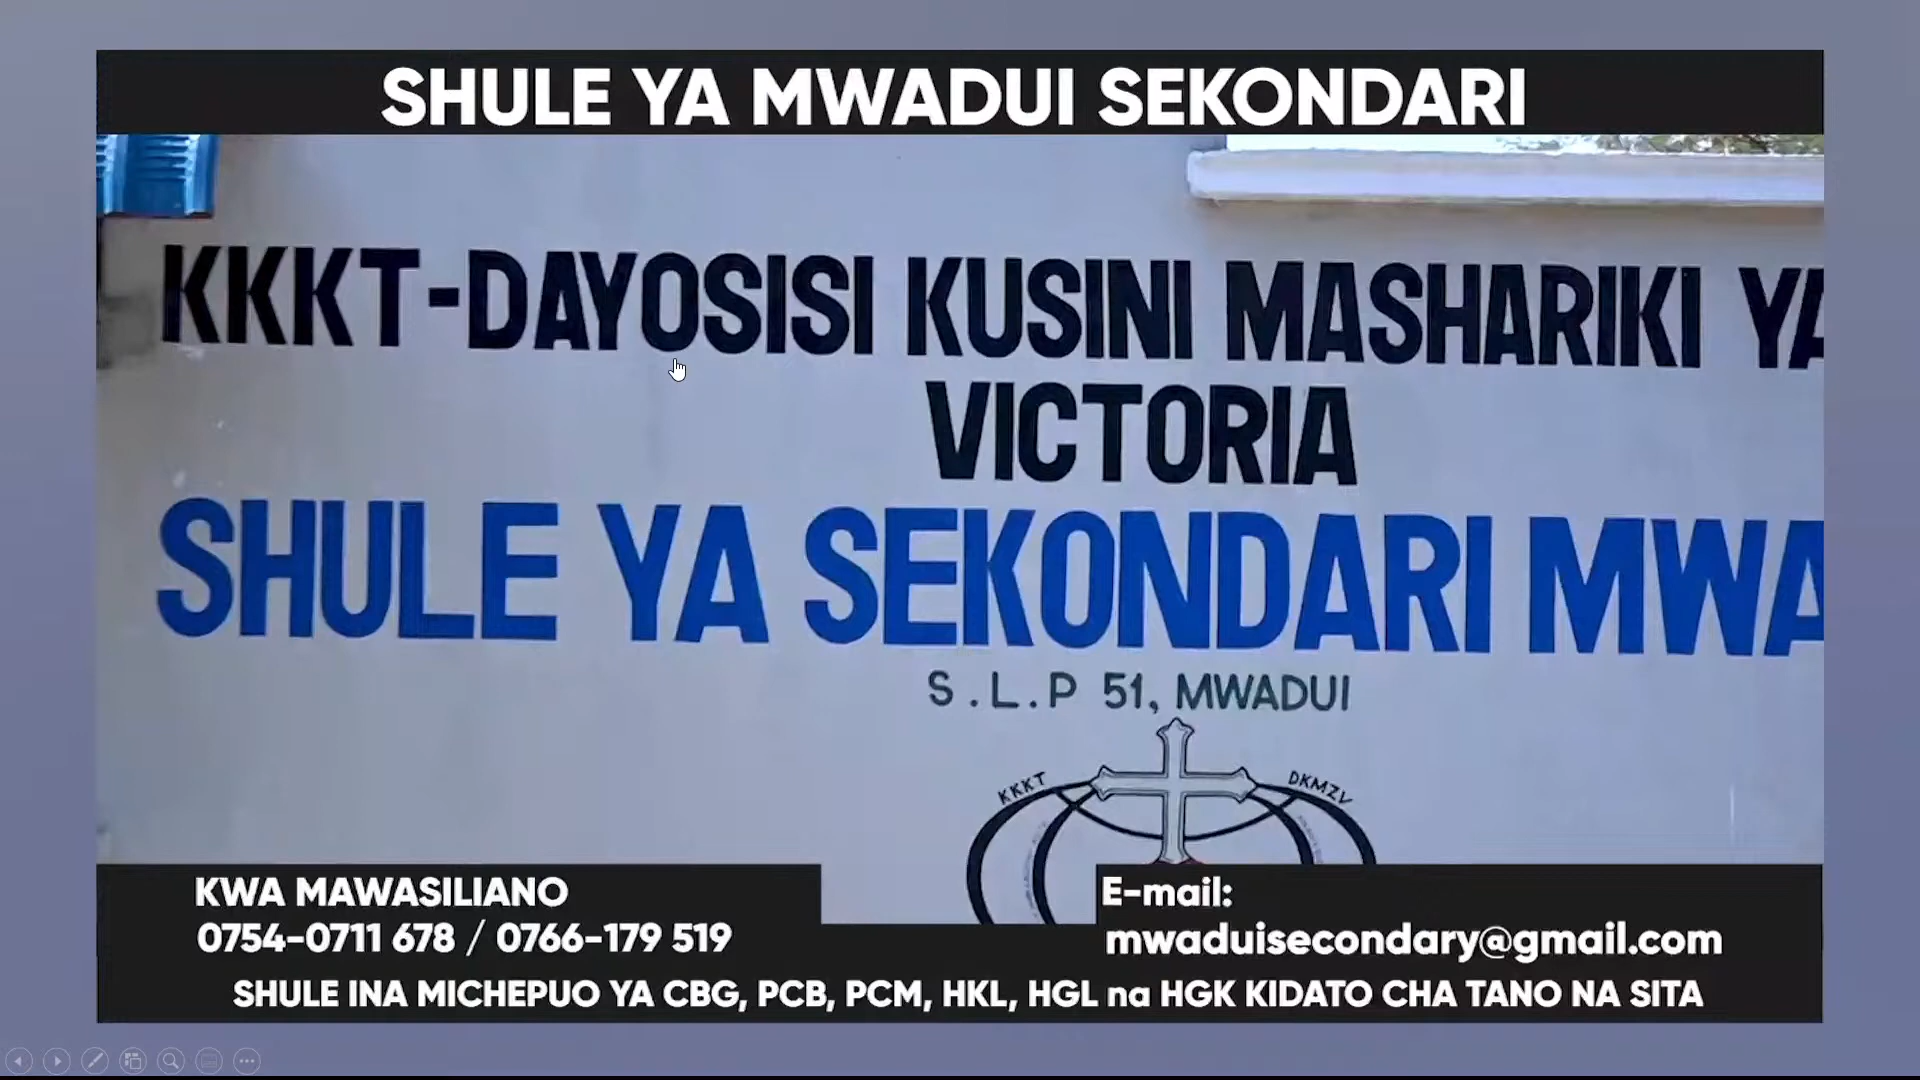 SHULE YA MWADUI SEKONDARI
KKKT-DAYOSISI KUSINI MASHARIKI YA
VICTORIA
SHULE YA SEKONDARI MWA
S.L.P 51, MWADUI
KKKT
DKMZV
KWA MAWASILIANO
0754-0711 678 / 0766-179 519
E-mail:
mwaduisecondary@gmail.com
SHULE INA MICHEPUO YA CBG, PCB, PCM, HKL, HGL na HGK KIDATO CHA TANO NA SITA